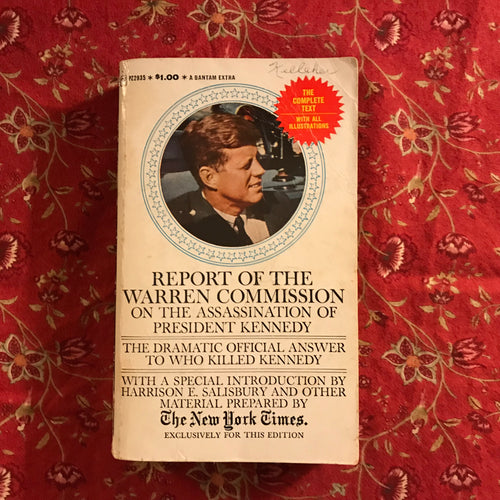 Kelleher
PZ2935 ★ $1.00 ★ A BANTAM EXTRA
THE
COMPLETE
TEXT
WITH ALL
ILLUSTRATIONS
REPORT OF THE
WARREN COMMISSION
ON THE ASSASSINATION OF
PRESIDENT KENNEDY
THE DRAMATIC OFFICIAL ANSWER
TO WHO KILLED KENNEDY
WITH A SPECIAL INTRODUCTION BY
HARRISON E. SALISBURY AND OTHER
MATERIAL PREPARED BY
The New York Times.
EXCLUSIVELY FOR THIS EDITION